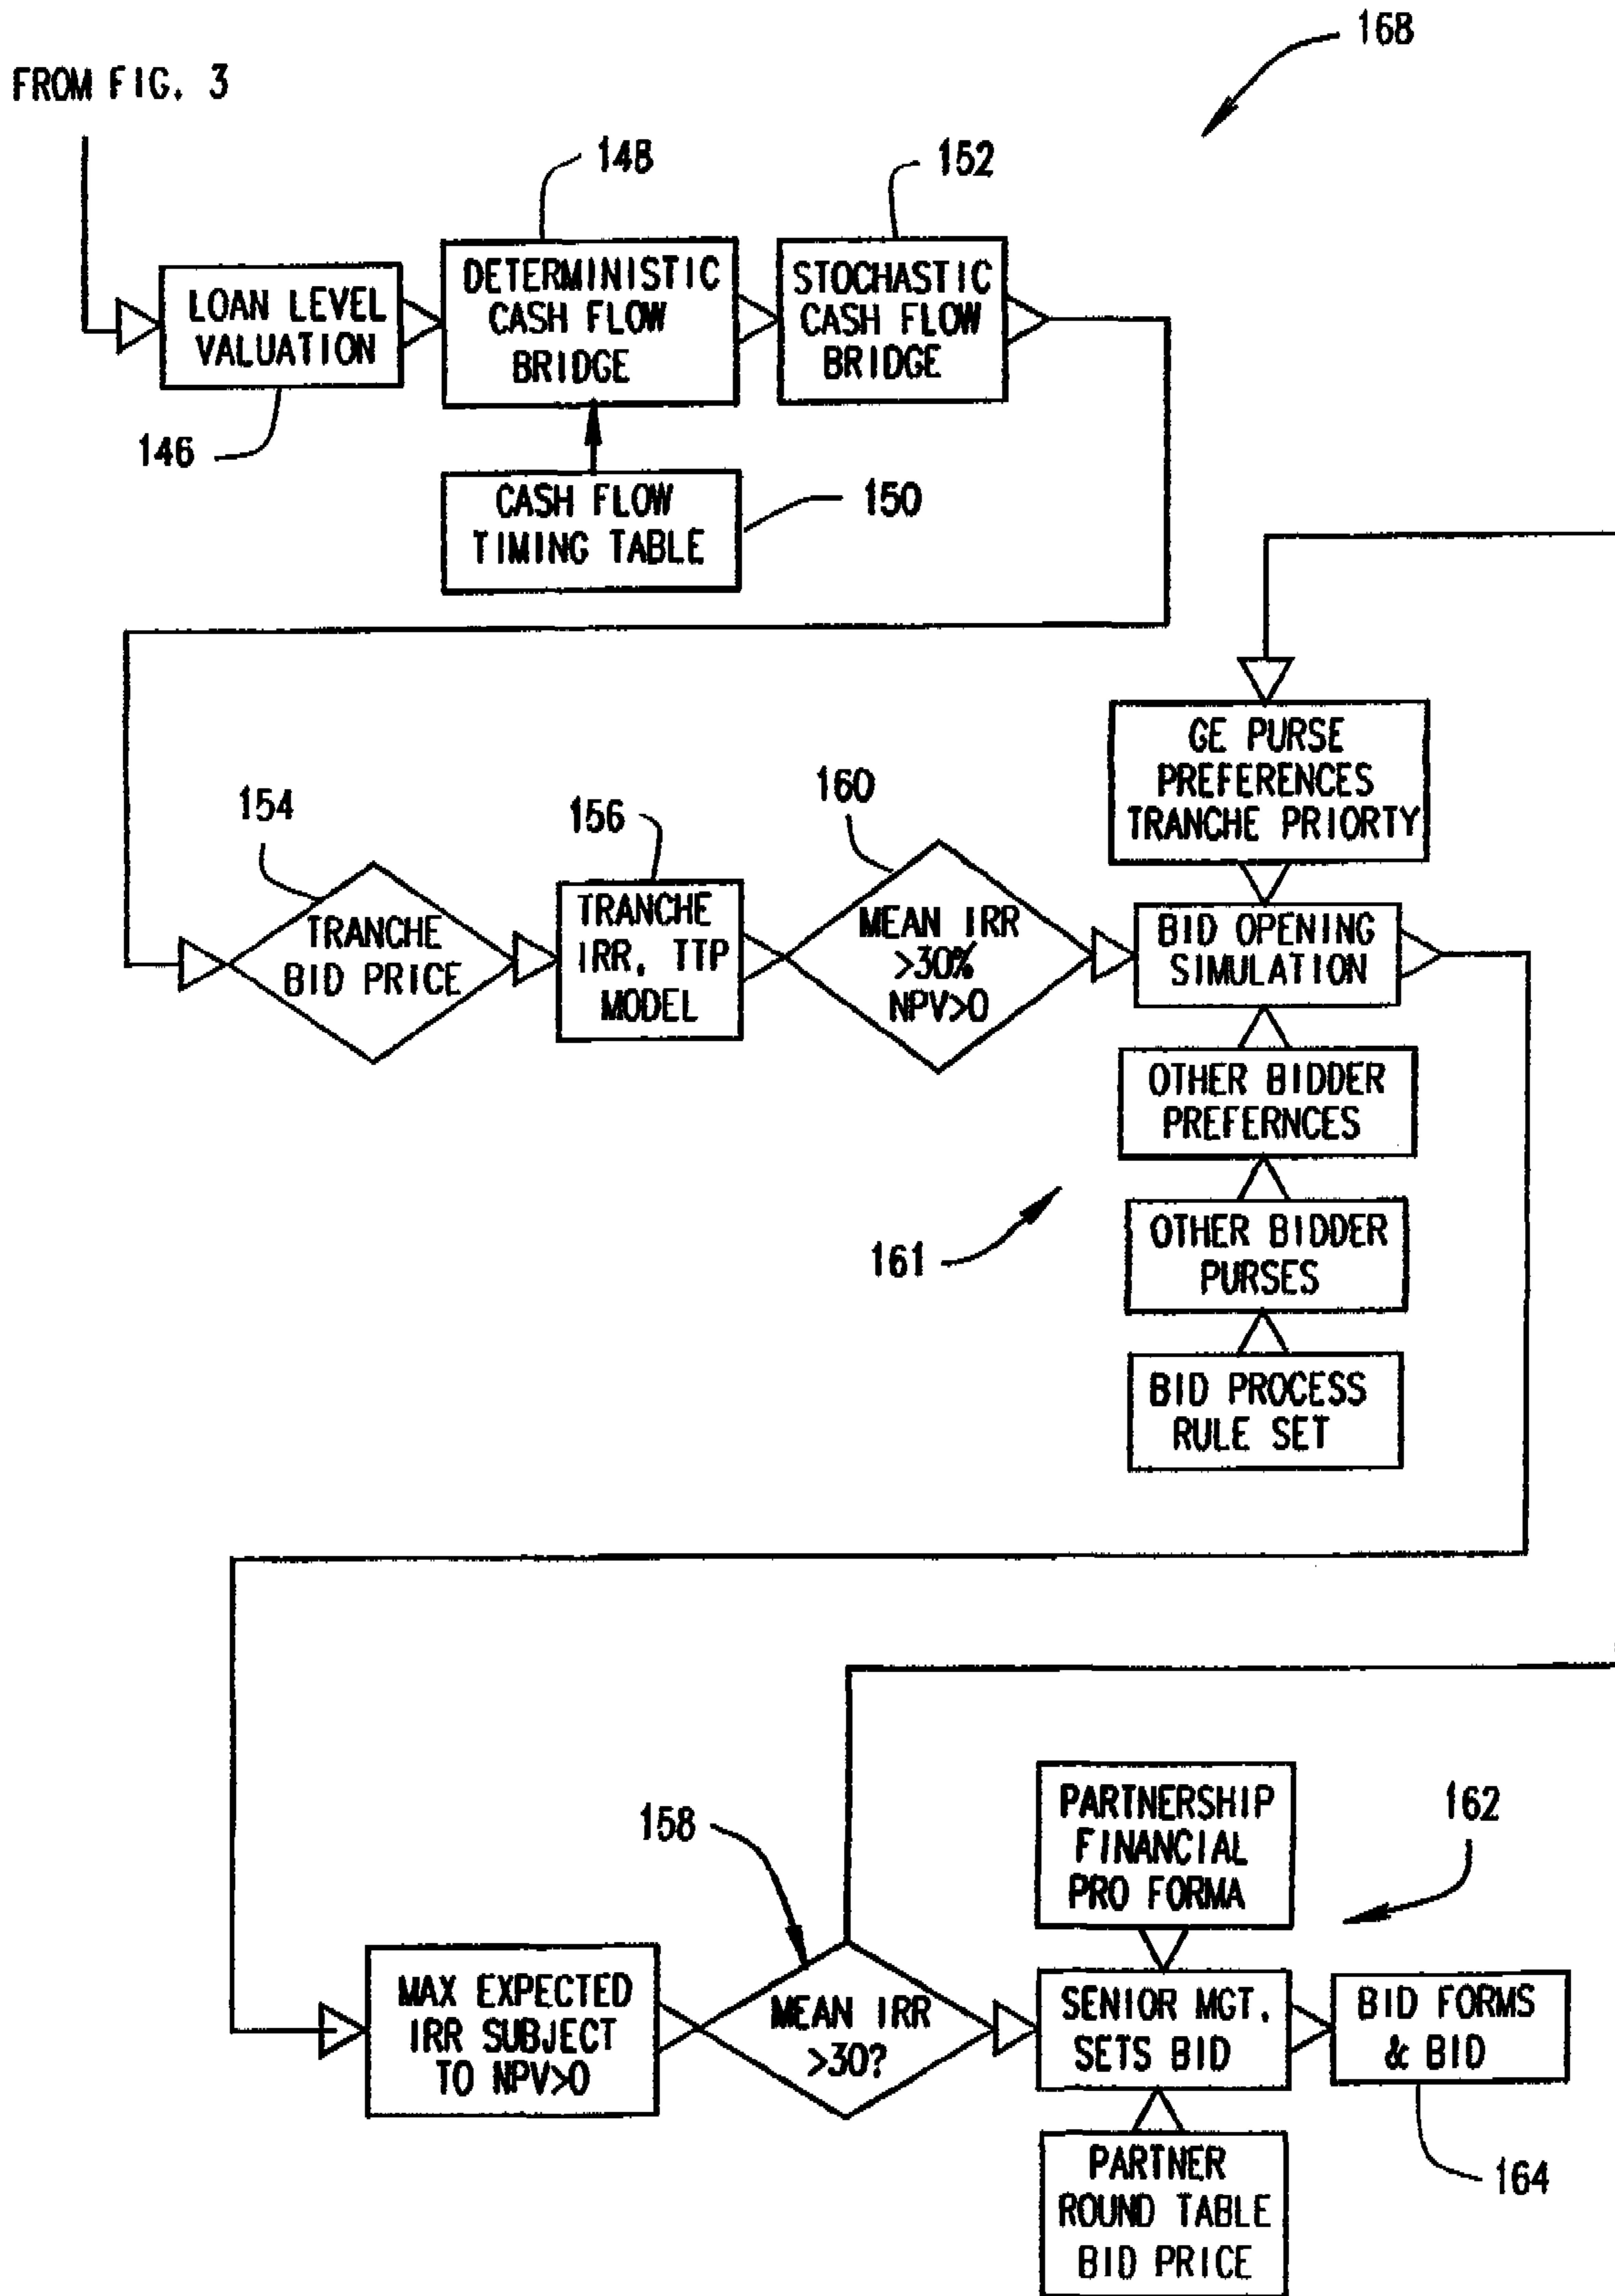 168
FROM FIG. 3
148
152
LOAN LEVEL
VALUATION
DETERMINISTIC
CASH FLOW
BRIDGE
STOCHASTIC
CASH FLOW
BRIDGE
146
CASH FLOW
TIMING TABLE
150
GE PURSE
PREFERENCES
TRANCHE PRIORTY
154
156
160
TRANCHE
BID PRICE
TRANCHE
IRR, TTP
MODEL
MEAN IRR
>30%
NPV>0
BID OPENING
SIMULATION
OTHER BIDDER
PREFERNCES
161
OTHER BIDDER
PURSES
BID PROCESS
RULE SET
158
PARTNERSHIP
FINANCIAL
PRO FORMA
162
MAX EXPECTED
IRR SUBJECT
TO NPV>0
MEAN IRR
>30?
SENIOR MGT.
SETS BID
BID FORMS
& BID
PARTNER
ROUND TABLE
BID PRICE
164